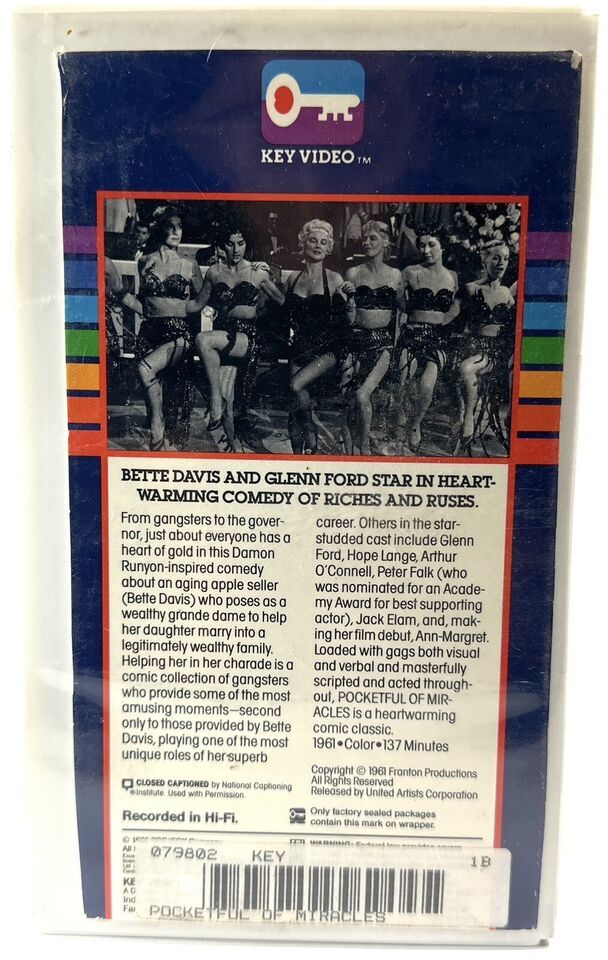 KEY VIDEO TM
BETTE DAVIS AND GLENN FORD STAR IN HEART-
WARMING COMEDY OF RICHES AND RUSES.
From gangsters to the gover-
nor, just about everyone has a
heart of gold in this Damon
Runyon-inspired comedy
about an aging apple seller
(Bette Davis) who poses as a
wealthy grande dame to help
her daughter marry into a
legitimately wealthy family.
Helping her in her charade is a
comic collection of gangsters
who provide some of the most
amusing moments—second
only to those provided by Bette
Davis, playing one of the most
unique roles of her superb
career. Others in the star-
studded cast include Glenn
Ford, Hope Lange, Arthur
O'Connell, Peter Falk (who
was nominated for an Acade-
my Award for best supporting
actor), Jack Elam, and, mak-
ing her film debut, Ann-Margret.
Loaded with gags both visual
and verbal and masterfully
scripted and acted through-
out, POCKETFUL OF MIR-
ACLES is a heartwarming
comic classic.
1961•Color•137 Minutes
Copyright © 1961 Franton Productions
All Rights Reserved
Released by United Artists Corporation
CLOSED CAPTIONED by National Captioning
Institute Used with Permission.
Recorded in Hi-Fi.
Only factory sealed packages
contain this mark on wrapper.
WARNING: Federal law provides
079802 KEY 1B
POCKETFUL OF MIRACLES